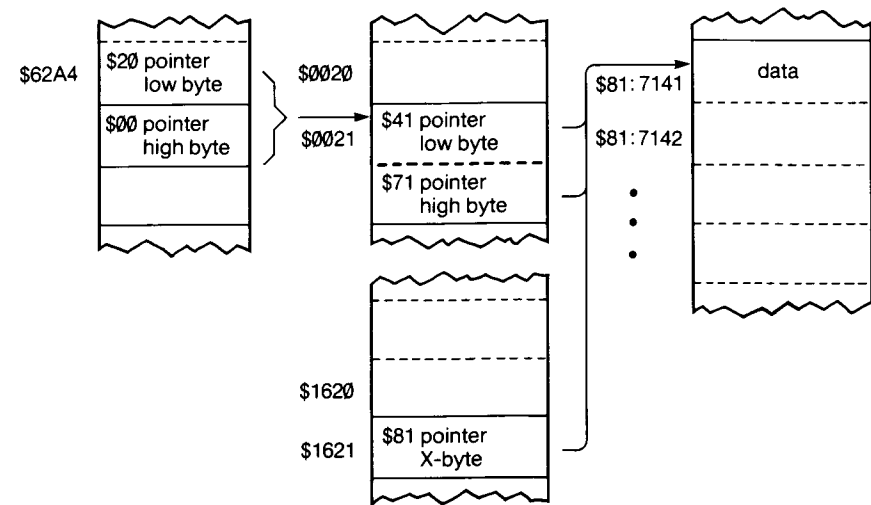 $62A4
$20 pointer
low byte
$00 pointer
high byte
$0020
$0021
$41 pointer
low byte
$71 pointer
high byte
$1620
$1621
$81 pointer
X-byte
$81:7141
data
$81:7142